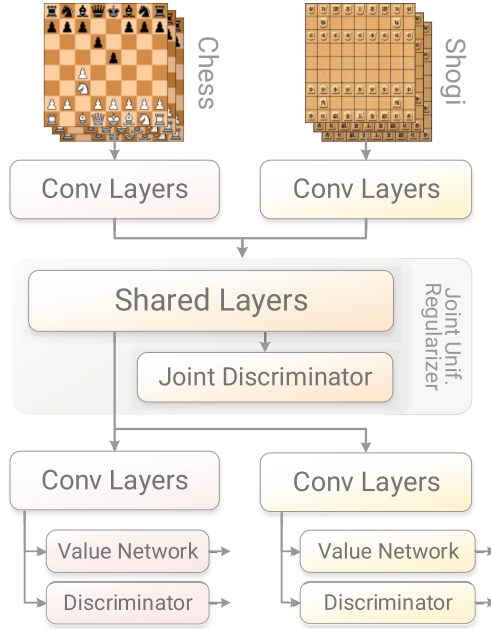 Chess
Shogi
Conv Layers
Conv Layers
Shared Layers
Joint Unif.
Regularizer
Joint Discriminator
Conv Layers
Conv Layers
Value Network
Value Network
Discriminator
Discriminator